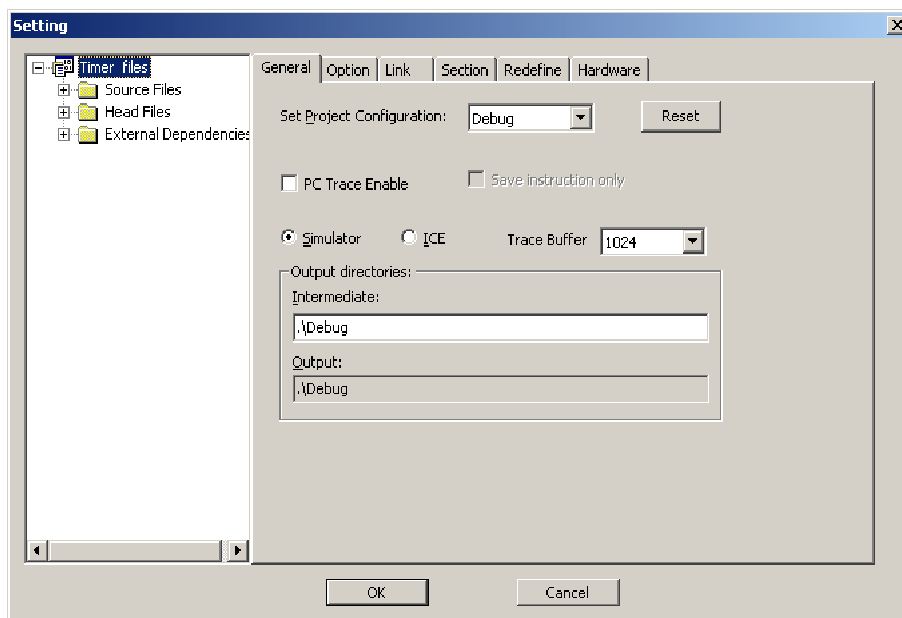 Setting
Timer files
Source Files
Head Files
External Dependencies
General Option Link Section Redefine Hardware
Set Project Configuration: Debug Reset
PC Trace Enable Save instruction only
Simulator ICE Trace Buffer 1024
Output directories:
Intermediate:
.\Debug
Output:
.\Debug
OK Cancel